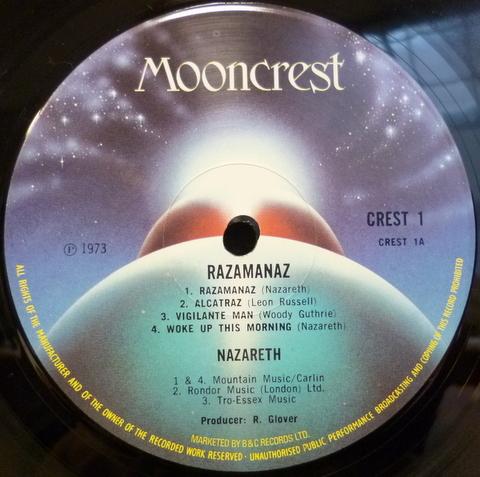 Mooncrest
CREST 1
CREST 1A
℗ 1973
RAZAMANAZ
1. RAZAMANAZ (Nazareth)
2. ALCATRAZ (Leon Russell)
3. VIGILANTE MAN (Woody Guthrie)
4. WOKE UP THIS MORNING (Nazareth)
NAZARETH
1 & 4. Mountain Music/Carlin
2. Rondor Music (London) Ltd.
3. Tro-Essex Music
Producer: R. Glover
MARKETED BY B&C RECORDS LTD.
ALL RIGHTS OF THE MANUFACTURER AND OF THE OWNER OF THE RECORDED WORK RESERVED · UNAUTHORISED PUBLIC PERFORMANCE BROADCASTING AND COPYING OF THIS RECORD PROHIBITED